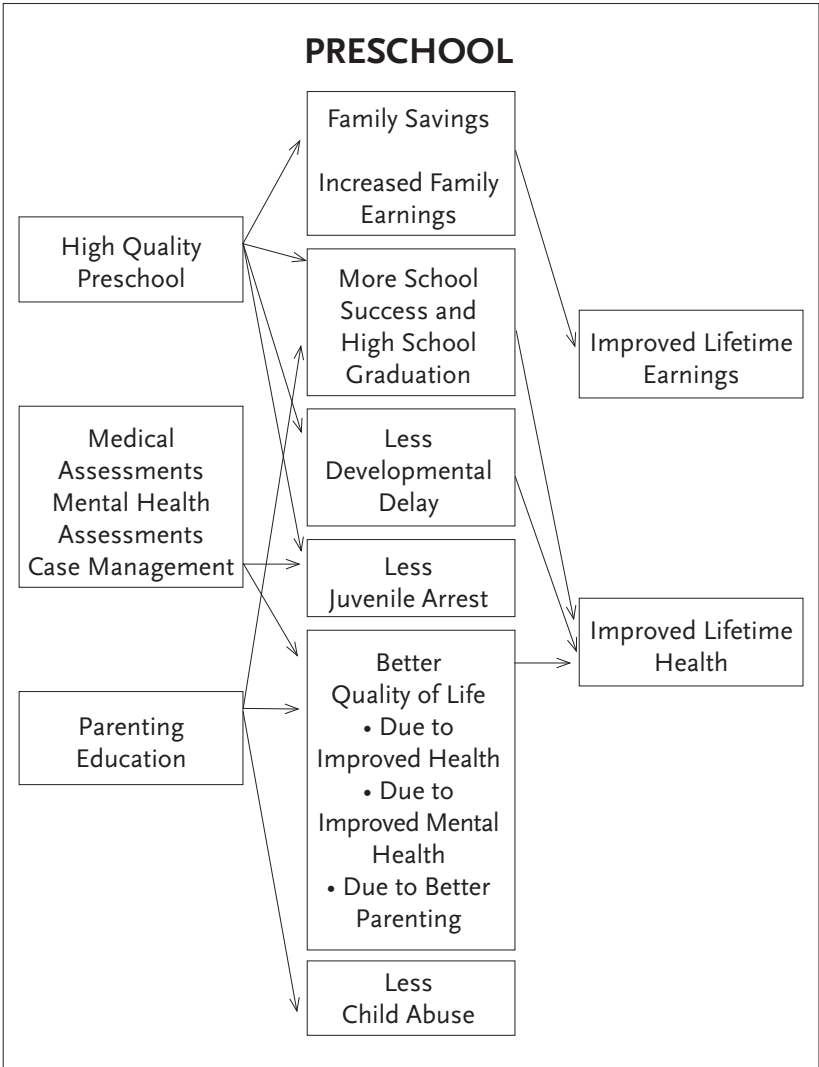 PRESCHOOL
High Quality
Preschool
Medical
Assessments
Mental Health
Assessments
Case Management
Parenting
Education
Family Savings
Increased Family
Earnings
More School
Success and
High School
Graduation
Less
Developmental
Delay
Less
Juvenile Arrest
Better
Quality of Life
• Due to
Improved Health
• Due to
Improved Mental
Health
• Due to Better
Parenting
Less
Child Abuse
Improved Lifetime
Earnings
Improved Lifetime
Health